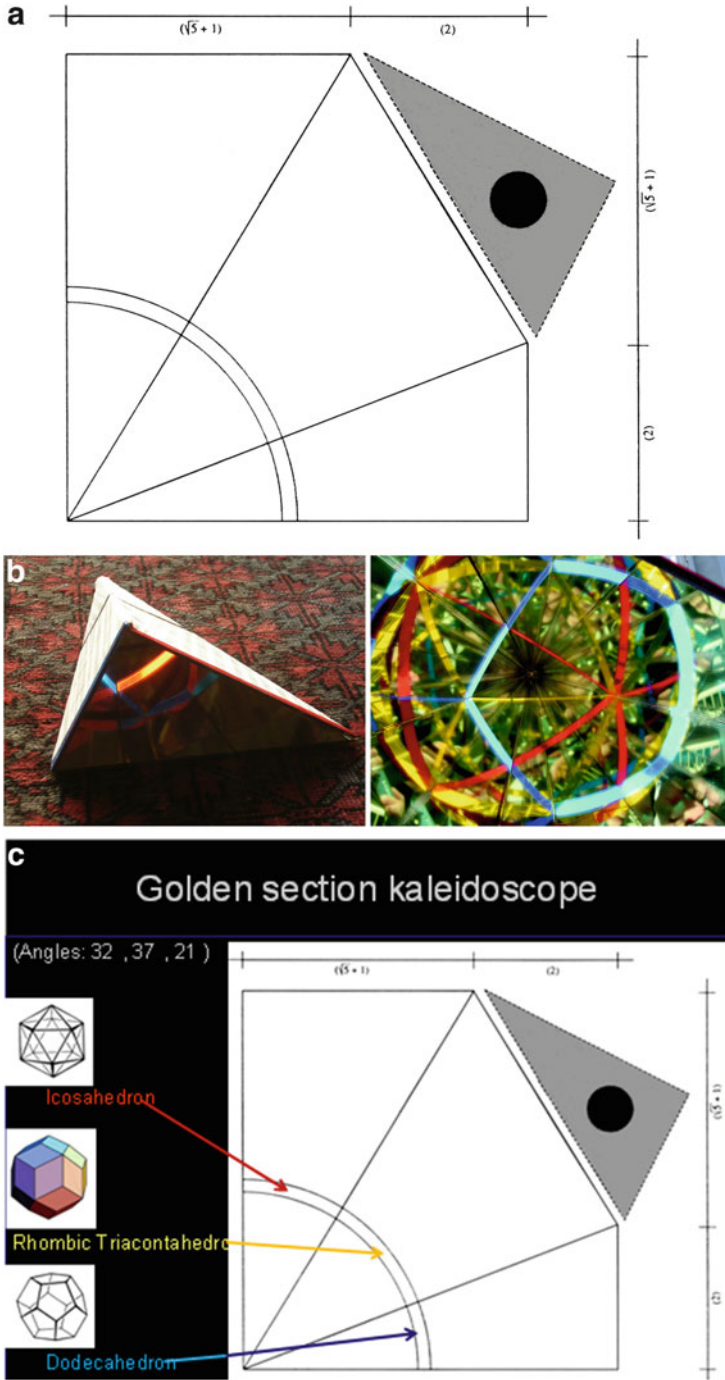 a
(√5 + 1)
(2)
(√5 + 1)
(2)
b
c
Golden section kaleidoscope
(Angles: 32 , 37 , 21 )
(√5 + 1)
(2)
Icosahedron
(√5 + 1)
Rhombic Triacontahedro
(2)
Dodecahedron